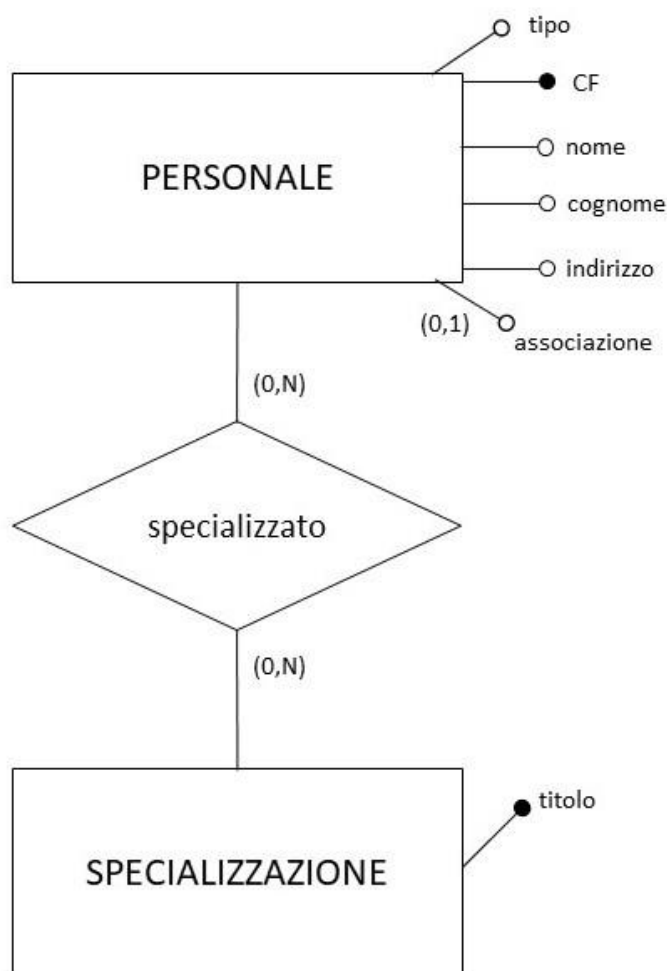 tipo
CF
PERSONALE
nome
cognome
indirizzo
(0,1)
associazione
(0,N)
specializzato
(0,N)
titolo
SPECIALIZZAZIONE